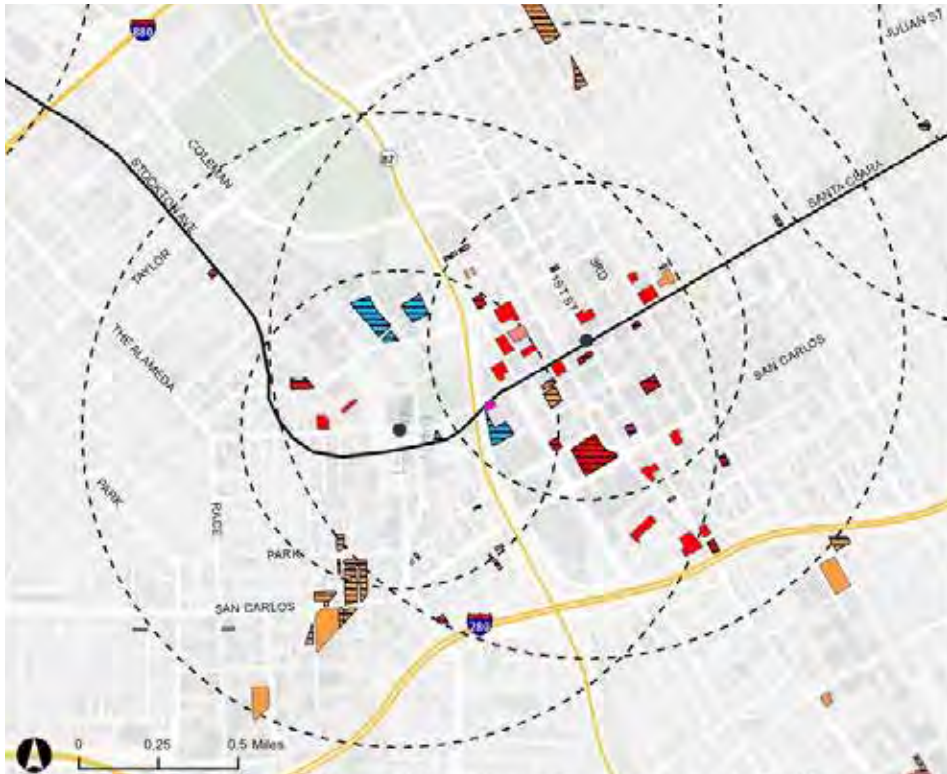 880
JULIAN ST
COLEMAN
87
STOCKTON AVE
SANTA CLARA
TAYLOR
3RD
1ST ST
THE ALAMEDA
SAN CARLOS
PARK
RACE
PARK
SAN CARLOS
280
0 0.25 0.5 Miles